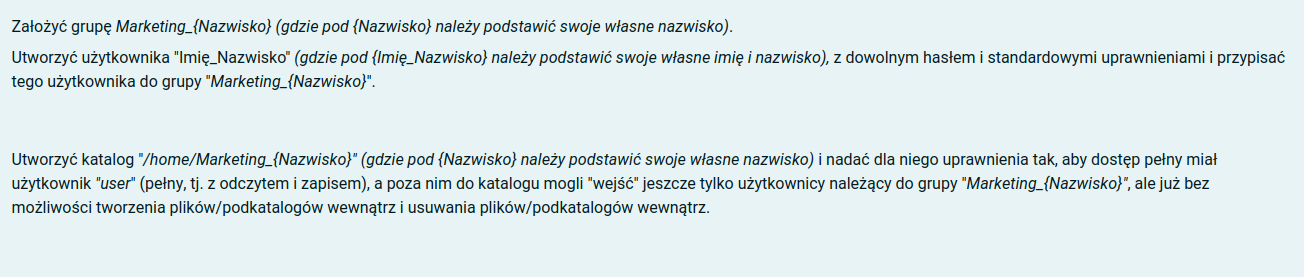 Założyć grupę Marketing_{Nazwisko} (gdzie pod {Nazwisko} należy podstawić swoje własne nazwisko).
Utworzyć użytkownika "Imię_Nazwisko" (gdzie pod {Imię_Nazwisko} należy podstawić swoje własne imię i nazwisko), z dowolnym hasłem i standardowymi uprawnieniami i przypisać
tego użytkownika do grupy "Marketing_{Nazwisko}".
Utworzyć katalog "/home/Marketing_{Nazwisko}" (gdzie pod {Nazwisko} należy podstawić swoje własne nazwisko) i nadać dla niego uprawnienia tak, aby dostęp pełny miał
użytkownik "user" (pełny, tj. z odczytem i zapisem), a poza nim do katalogu mogli "wejść" jeszcze tylko użytkownicy należący do grupy "Marketing_{Nazwisko}", ale już bez
możliwości tworzenia plików/podkatalogów wewnątrz i usuwania plików/podkatalogów wewnątrz.